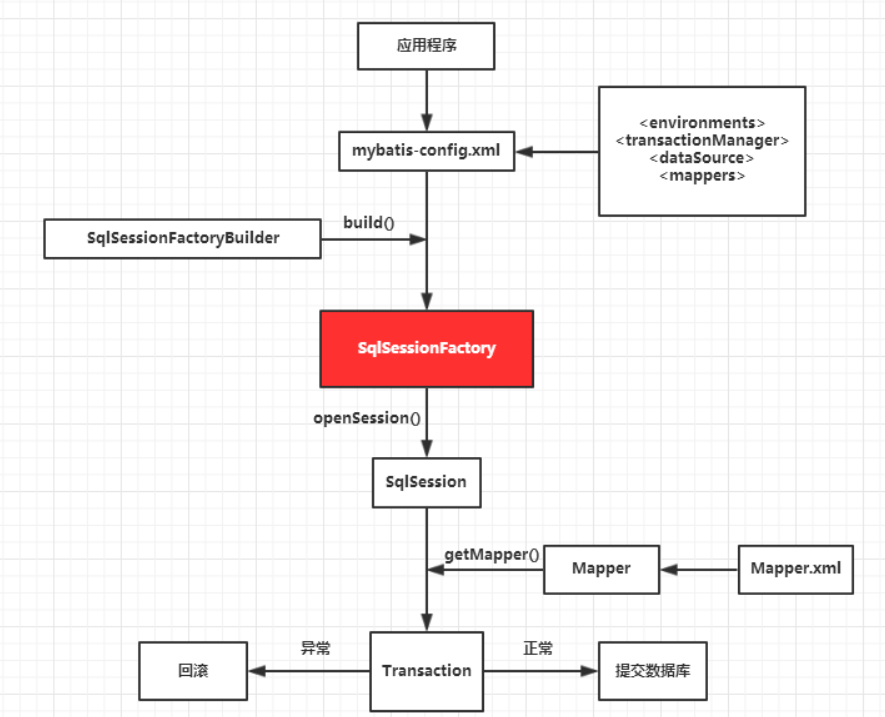 应用程序
<environments>
<transactionManager>
<dataSource>
<mappers>
mybatis-config.xml
build()
SqlSessionFactoryBuilder
SqlSessionFactory
openSession()
SqlSession
getMapper()
Mapper
Mapper.xml
异常
正常
回滚
Transaction
提交数据库